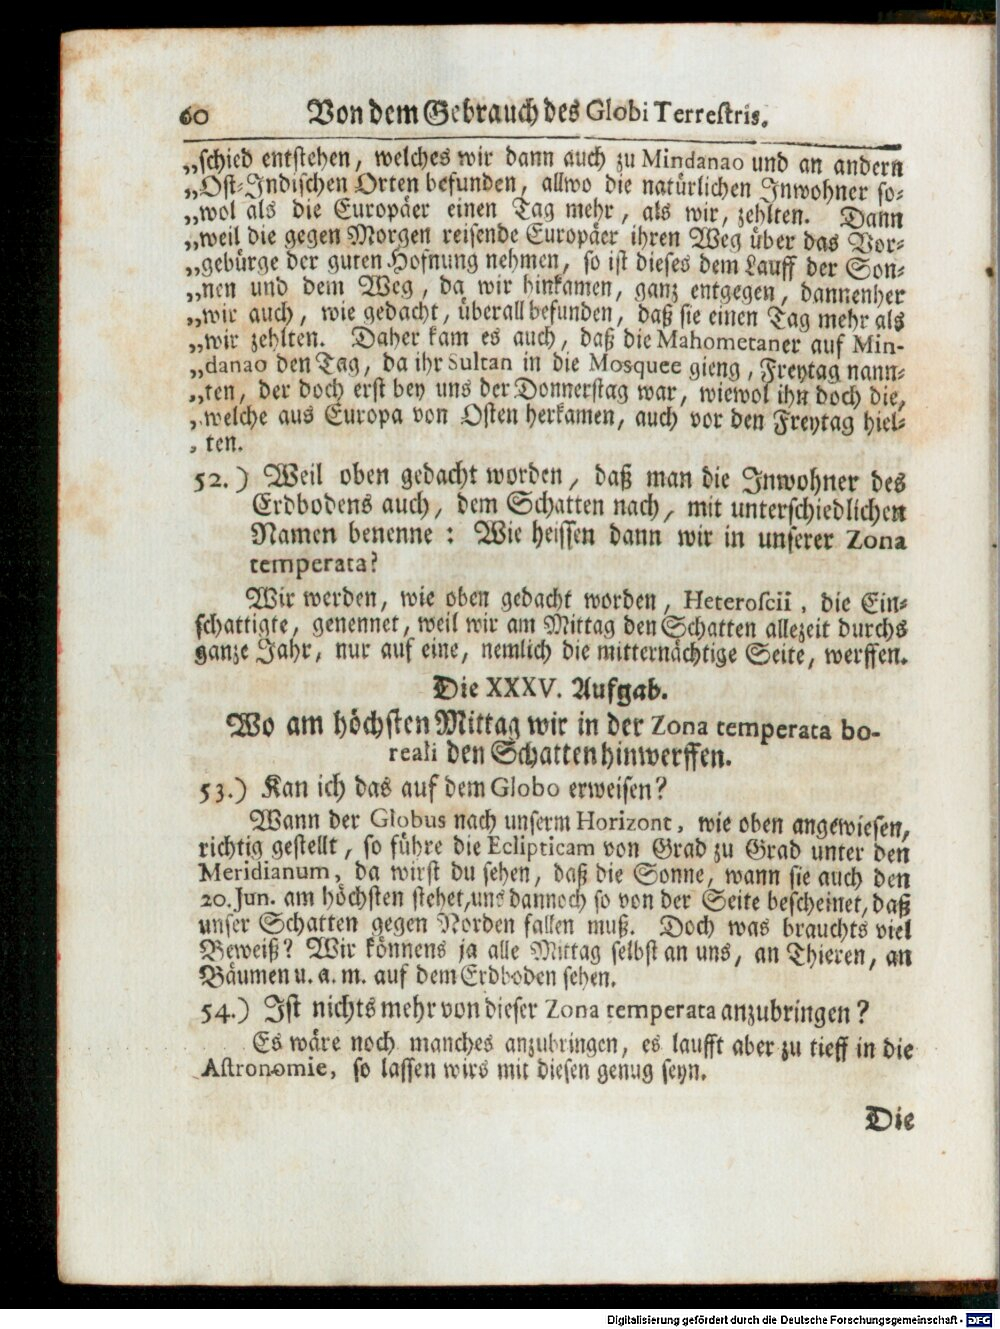 60 Von dem Gebrauch des Globi Terrestris.
„schied entstehen, welches wir dann auch zu Mindanao und an andern
„Ost-Indischen Orten befunden, allwo die natürlichen Inwohner so-
„wol als die Europäer einen Tag mehr, als wir, zehlten. Dann
„weil die gegen Morgen reisende Europäer ihren Weg über das Vor-
„gebürge der guten Hofnung nehmen, so ist dieses dem Lauff der Son-
„nen und dem Weg, da wir hinkamen, ganz entgegen, dannenher
„wir auch, wie gedacht, überall befunden, daß sie einen Tag mehr als
„wir zehlten. Daher kam es auch, daß die Mahometaner auf Min-
„danao den Tag, da ihr Sultan in die Mosquee gieng, Freytag nann-
„ten, der doch erst bey uns der Donnerstag war, wiewol ihn doch die,
„welche aus Europa von Osten herkamen, auch vor den Freytag hiel-
„ten.
52.) Weil oben gedacht worden, daß man die Inwohner des
Erdbodens auch, dem Schatten nach, mit unterschiedlichen
Namen benenne: Wie heissen dann wir in unserer Zona
temperata?
Wir werden, wie oben gedacht worden, Heteroscii, die Ein-
schattigte, genennet, weil wir am Mittag den Schatten allezeit durchs
ganze Jahr, nur auf eine, nemlich die mitternächtige Seite, werffen.
Die XXXV. Aufgab.
Wo am höchsten Mittag wir in der Zona temperata bo-
reali den Schatten hinwerffen.
53.) Kan ich das auf dem Globo erweisen?
Wann der Globus nach unserm Horizont, wie oben angewiesen,
richtig gestellt, so führe die Eclipticam von Grad zu Grad unter den
Meridianum, da wirst du sehen, daß die Sonne, wann sie auch den
20. Jun. am höchsten stehet, uns dannoch so von der Seite bescheinet, daß
unser Schatten gegen Norden fallen muß. Doch was brauchts viel
Beweiß? Wir können's ja alle Mittag selbst an uns, an Thieren, an
Bäumen u. a. m. auf dem Erdboden sehen.
54.) Ist nichts mehr von dieser Zona temperata anzubringen?
Es wäre noch manches anzubringen, es laufft aber zu tieff in die
Astronomie, so lassen wirs mit diesen genug seyn.
Die
Digitalisierung gefördert durch die Deutsche Forschungsgemeinschaft - DFG